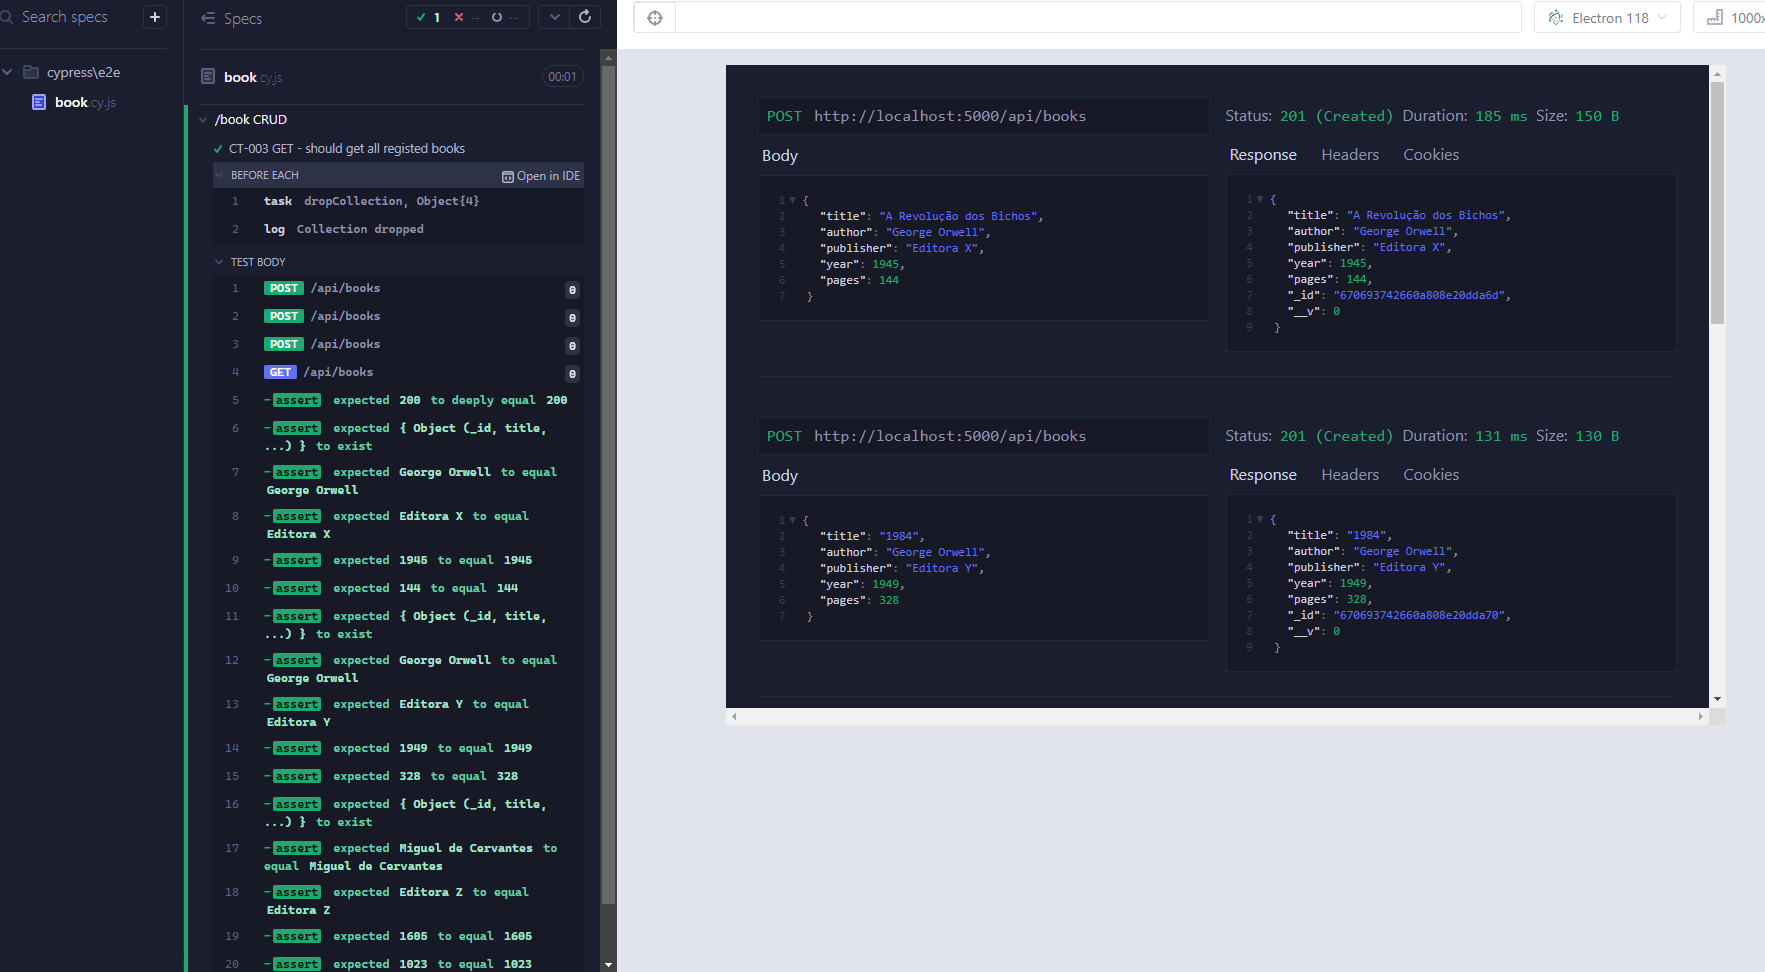 Search specs
+
cypress\e2e
book.cy.js
Specs
1
--
--
book.cy.js
00:01
/book CRUD
CT-003 GET - should get all registed books
BEFORE EACH
Open in IDE
1 task dropCollection, Object{4}
2 log Collection dropped
TEST BODY
1 POST /api/books 0
2 POST /api/books 0
3 POST /api/books 0
4 GET /api/books 0
5 -assert expected 200 to deeply equal 200
6 -assert expected { Object (_id, title,
...) } to exist
7 -assert expected George Orwell to equal
George Orwell
8 -assert expected Editora X to equal
Editora X
9 -assert expected 1945 to equal 1945
10 -assert expected 144 to equal 144
11 -assert expected { Object (_id, title,
...) } to exist
12 -assert expected George Orwell to equal
George Orwell
13 -assert expected Editora Y to equal
Editora Y
14 -assert expected 1949 to equal 1949
15 -assert expected 328 to equal 328
16 -assert expected { Object (_id, title,
...) } to exist
17 -assert expected Miguel de Cervantes to
equal Miguel de Cervantes
18 -assert expected Editora Z to equal
Editora Z
19 -assert expected 1605 to equal 1605
20 -assert expected 1023 to equal 1023
Electron 118
1000x
POST http://localhost:5000/api/books
Status: 201 (Created) Duration: 185 ms Size: 150 B
Body
1 {
2 "title": "A Revolução dos Bichos",
3 "author": "George Orwell",
4 "publisher": "Editora X",
5 "year": 1945,
6 "pages": 144
7 }
Response Headers Cookies
1 {
2 "title": "A Revolução dos Bichos",
3 "author": "George Orwell",
4 "publisher": "Editora X",
5 "year": 1945,
6 "pages": 144,
7 "_id": "670693742660a808e20dda6d",
8 "__v": 0
9 }
POST http://localhost:5000/api/books
Status: 201 (Created) Duration: 131 ms Size: 130 B
Body
1 {
2 "title": "1984",
3 "author": "George Orwell",
4 "publisher": "Editora Y",
5 "year": 1949,
6 "pages": 328
7 }
Response Headers Cookies
1 {
2 "title": "1984",
3 "author": "George Orwell",
4 "publisher": "Editora Y",
5 "year": 1949,
6 "pages": 328,
7 "_id": "670693742660a808e20dda70",
8 "__v": 0
9 }